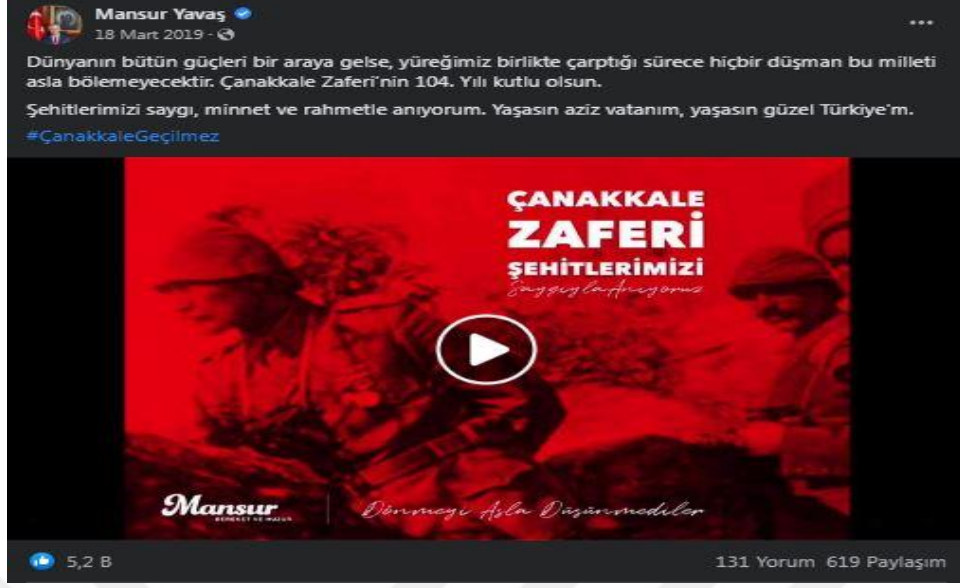 Mansur Yavaş
18 Mart 2019 ·
Dünyanın bütün güçleri bir araya gelse, yüreğimiz birlikte çarptığı sürece hiçbir düşman bu milleti
asla bölemeyecektir. Çanakkale Zaferi'nin 104. Yılı kutlu olsun.
Şehitlerimizi saygı, minnet ve rahmetle anıyorum. Yaşasın aziz vatanım, yaşasın güzel Türkiye'm.
#ÇanakkaleGeçilmez
ÇANAKKALE
ZAFERİ
ŞEHİTLERİMİZİ
Saygıyla Anıyoruz
Mansur
BEREKET VE HUZUR
Dönmeyi Asla Düşünmediler
5,2 B
131 Yorum 619 Paylaşım